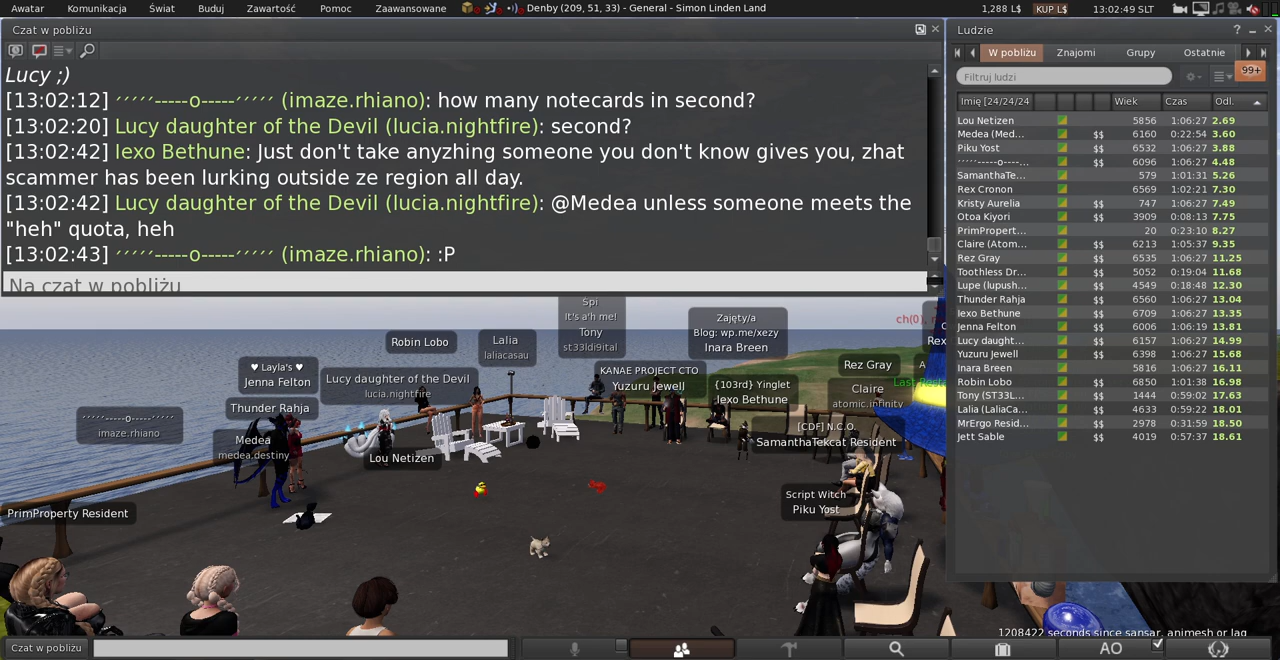 Awatar Komunikacja Świat Buduj Zawartość Pomoc Zaawansowane Denby (209, 51, 33) - General - Simon Linden Land 1,288 L$ KUP L$ 13:02:49 SLT
Czat w pobliżu
Lucy ;)
[13:02:12] ˊˊˊˊˊ-----o-----ˊˊˊˊˊ (imaze.rhiano): how many notecards in second?
[13:02:20] Lucy daughter of the Devil (lucia.nightfire): second?
[13:02:42] Iexo Bethune: Just don't take anyzhing someone you don't know gives you, zhat
scammer has been lurking outside ze region all day.
[13:02:42] Lucy daughter of the Devil (lucia.nightfire): @Medea unless someone meets the
"heh" quota, heh
[13:02:43] ˊˊˊˊˊ-----o-----ˊˊˊˊˊ (imaze.rhiano): :P
Na czat w pobliżu
Ludzie
W pobliżu Znajomi Grupy Ostatnie
99+
Filtruj ludzi
Imię [24/24/24 Wiek Czas Odl.
Lou Netizen 5856 1:06:27 2.69
Medea (Med... $$ 6160 0:22:54 3.60
Piku Yost $$ 6532 1:06:27 3.88
ˊˊˊˊˊ-----o----... $$ 6096 1:06:27 4.48
SamanthaTe... 579 1:01:31 5.26
Rex Cronon 6569 1:02:21 7.30
Kristy Aurelia $$ 747 1:06:27 7.49
Otoa Kiyori $$ 3909 0:08:13 7.75
PrimPropert... 20 0:23:10 8.27
Claire (Atom... $$ 6213 1:05:37 9.35
Rez Gray $$ 6535 1:06:27 11.25
Toothless Dr... $$ 5052 0:19:04 11.68
Lupe (lupush... $$ 4549 0:18:48 12.30
Thunder Rahja $$ 6560 1:06:27 13.04
Iexo Bethune $$ 6709 1:06:27 13.35
Jenna Felton $$ 6006 1:06:19 13.81
Lucy daught... $$ 6157 1:06:27 14.99
Yuzuru Jewell $$ 6398 1:06:27 15.68
Inara Breen 5816 1:06:27 16.11
Robin Lobo $$ 6850 1:01:38 16.98
Tony (ST33L... $$ 1444 0:59:02 17.63
Lalia (LaliaCa... $$ 4633 0:59:22 18.01
MrErgo Resid... $$ 2978 0:31:59 18.50
Jett Sable $$ 4019 0:57:37 18.61
Śpi
It's a'h me!
Tony
st33ldi9ital
Zajęty/a
Blog: wp.me/xezy
Inara Breen
ch(0),
Rex
Robin Lobo
Lalia
laliacasau
♥ Layla's ♥
Jenna Felton
Lucy daughter of the Devil
lucia.nightfire
KANAE PROJECT CTO
Yuzuru Jewell
{103rd} Yinglet
Iexo Bethune
Rez Gray
Claire
atomic.infinity
Thunder Rahja
ˊˊˊˊˊ-----o-----ˊˊˊˊˊ
imaze.rhiano
Medea
medea.destiny
Lou Netizen
[CDF] N.C.O.
SamanthaTekcat Resident
Script Witch
Piku Yost
PrimProperty Resident
1208422 seconds since sansar, animesh or lag
Czat w pobliżu AO